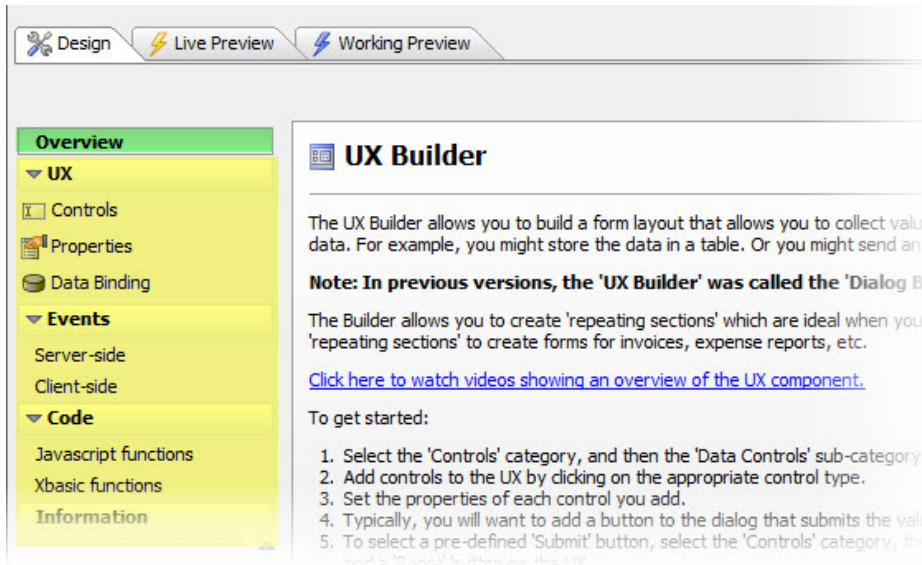 Design Live Preview Working Preview
Overview
UX
Controls
Properties
Data Binding
Events
Server-side
Client-side
Code
Javascript functions
Xbasic functions
Information
UX Builder
The UX Builder allows you to build a form layout that allows you to collect
data. For example, you might store the data in a table. Or you might send an
Note: In previous versions, the 'UX Builder' was called the 'Dialog
The Builder allows you to create 'repeating sections' which are ideal when you
'repeating sections' to create forms for invoices, expense reports, etc.
Click here to watch videos showing an overview of the UX component.
To get started:
1. Select the 'Controls' category, and then the 'Data Controls' sub-category
2. Add controls to the UX by clicking on the appropriate control type.
3. Set the properties of each control you add.
4. Typically, you will want to add a button to the dialog that submits the
5. To select a pre-defined 'Submit' button, select the 'Controls' category,